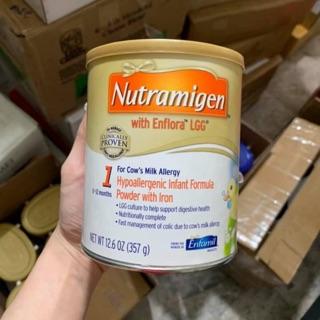 Nutramigen™
with Enflora™ LGG®
CLINICALLY
PROVEN
1
0-12 months
For Cow's Milk Allergy
Hypoallergenic Infant Formula
Powder with Iron
• LGG culture to help support digestive health
• Nutritionally complete
• Fast management of colic due to cow's milk allergy
NET WT 12.6 OZ (357 g)
Enfamil